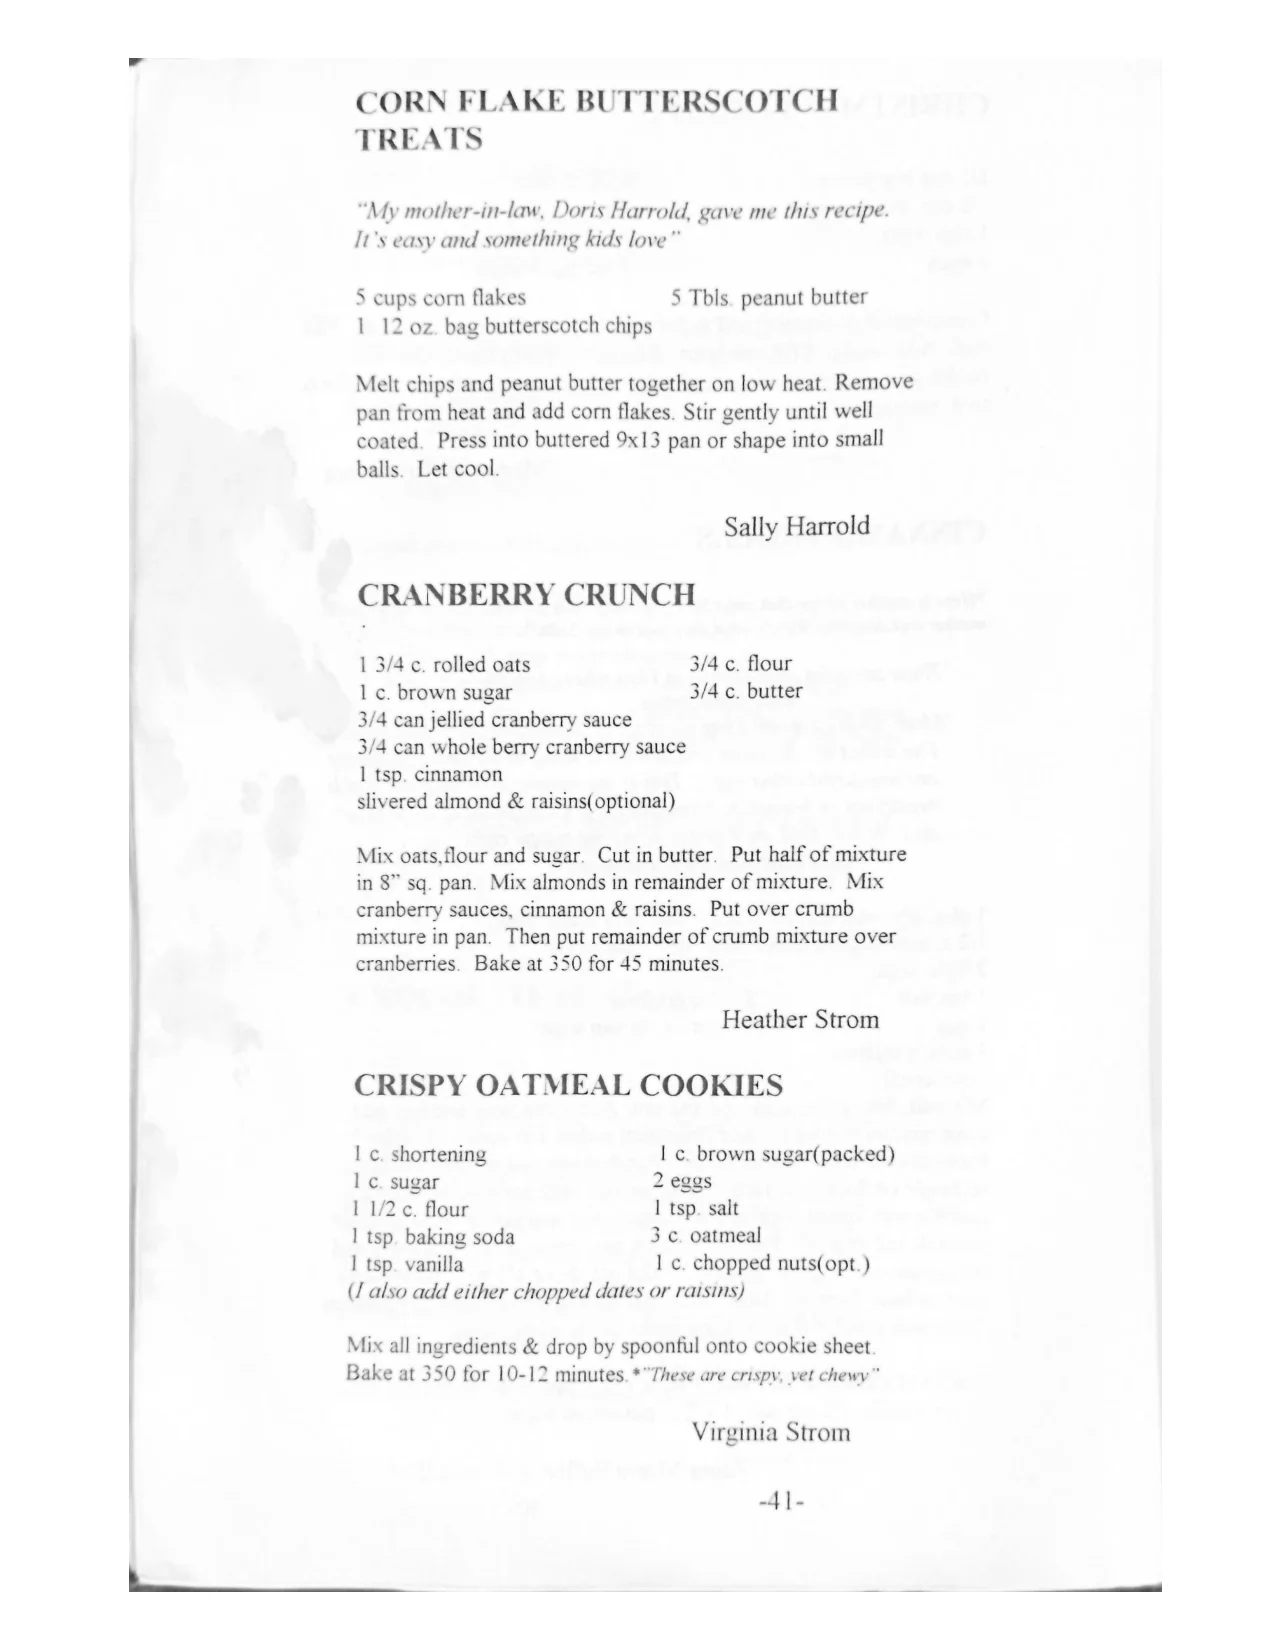 CORN FLAKE BUTTERSCOTCH
TREATS
"My mother-in-law, Doris Harrold, gave me this recipe.
It's easy and something kids love"
5 cups corn flakes 5 Tbls. peanut butter
1 12 oz. bag butterscotch chips
Melt chips and peanut butter together on low heat. Remove
pan from heat and add corn flakes. Stir gently until well
coated. Press into buttered 9x13 pan or shape into small
balls. Let cool.
Sally Harrold
CRANBERRY CRUNCH
1 3/4 c. rolled oats 3/4 c. flour
1 c. brown sugar 3/4 c. butter
3/4 can jellied cranberry sauce
3/4 can whole berry cranberry sauce
1 tsp. cinnamon
slivered almond & raisins(optional)
Mix oats,flour and sugar. Cut in butter. Put half of mixture
in 8" sq. pan. Mix almonds in remainder of mixture. Mix
cranberry sauces, cinnamon & raisins. Put over crumb
mixture in pan. Then put remainder of crumb mixture over
cranberries. Bake at 350 for 45 minutes.
Heather Strom
CRISPY OATMEAL COOKIES
1 c. shortening 1 c. brown sugar(packed)
1 c. sugar 2 eggs
1 1/2 c. flour 1 tsp. salt
1 tsp. baking soda 3 c. oatmeal
1 tsp. vanilla 1 c. chopped nuts(opt.)
(I also add either chopped dates or raisins)
Mix all ingredients & drop by spoonful onto cookie sheet.
Bake at 350 for 10-12 minutes. *"These are crispy, yet chewy"
Virginia Strom
-41-